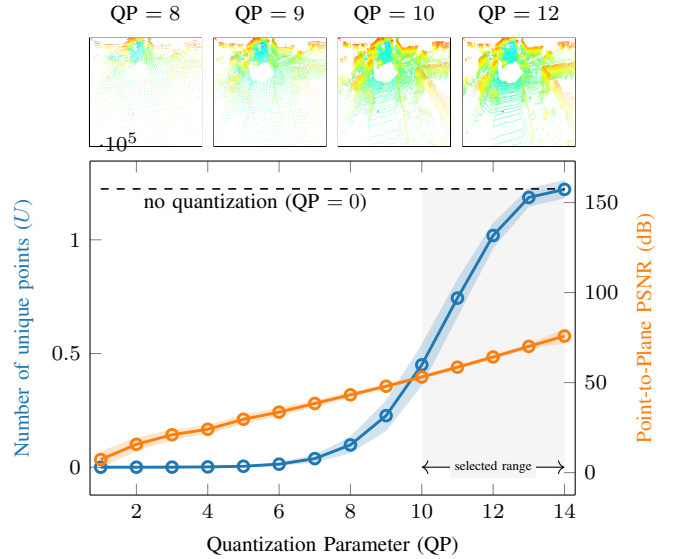 QP = 8 QP = 9 QP = 10 QP = 12
·10⁵
no quantization (QP = 0)
Number of unique points (U)
1
0.5
0
150
100
50
0
Point-to-Plane PSNR (dB)
selected range
2 4 6 8 10 12 14
Quantization Parameter (QP)